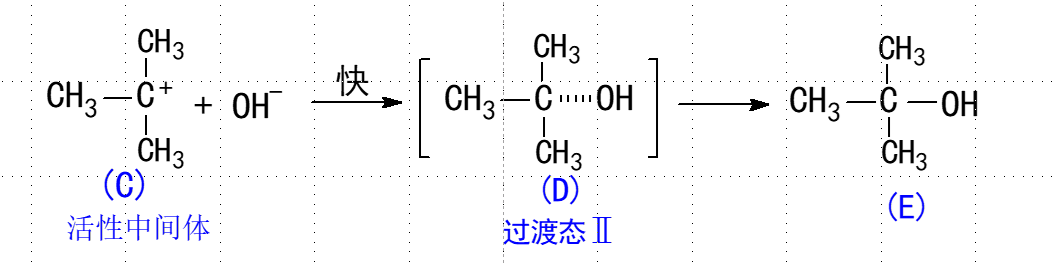 CH₃ CH₃ CH₃
快
CH₃—C⁺ + OH⁻ → [CH₃—C┉OH] → CH₃—C—OH
CH₃ CH₃ CH₃
(C) (D) (E)
活性中间体 过渡态Ⅱ